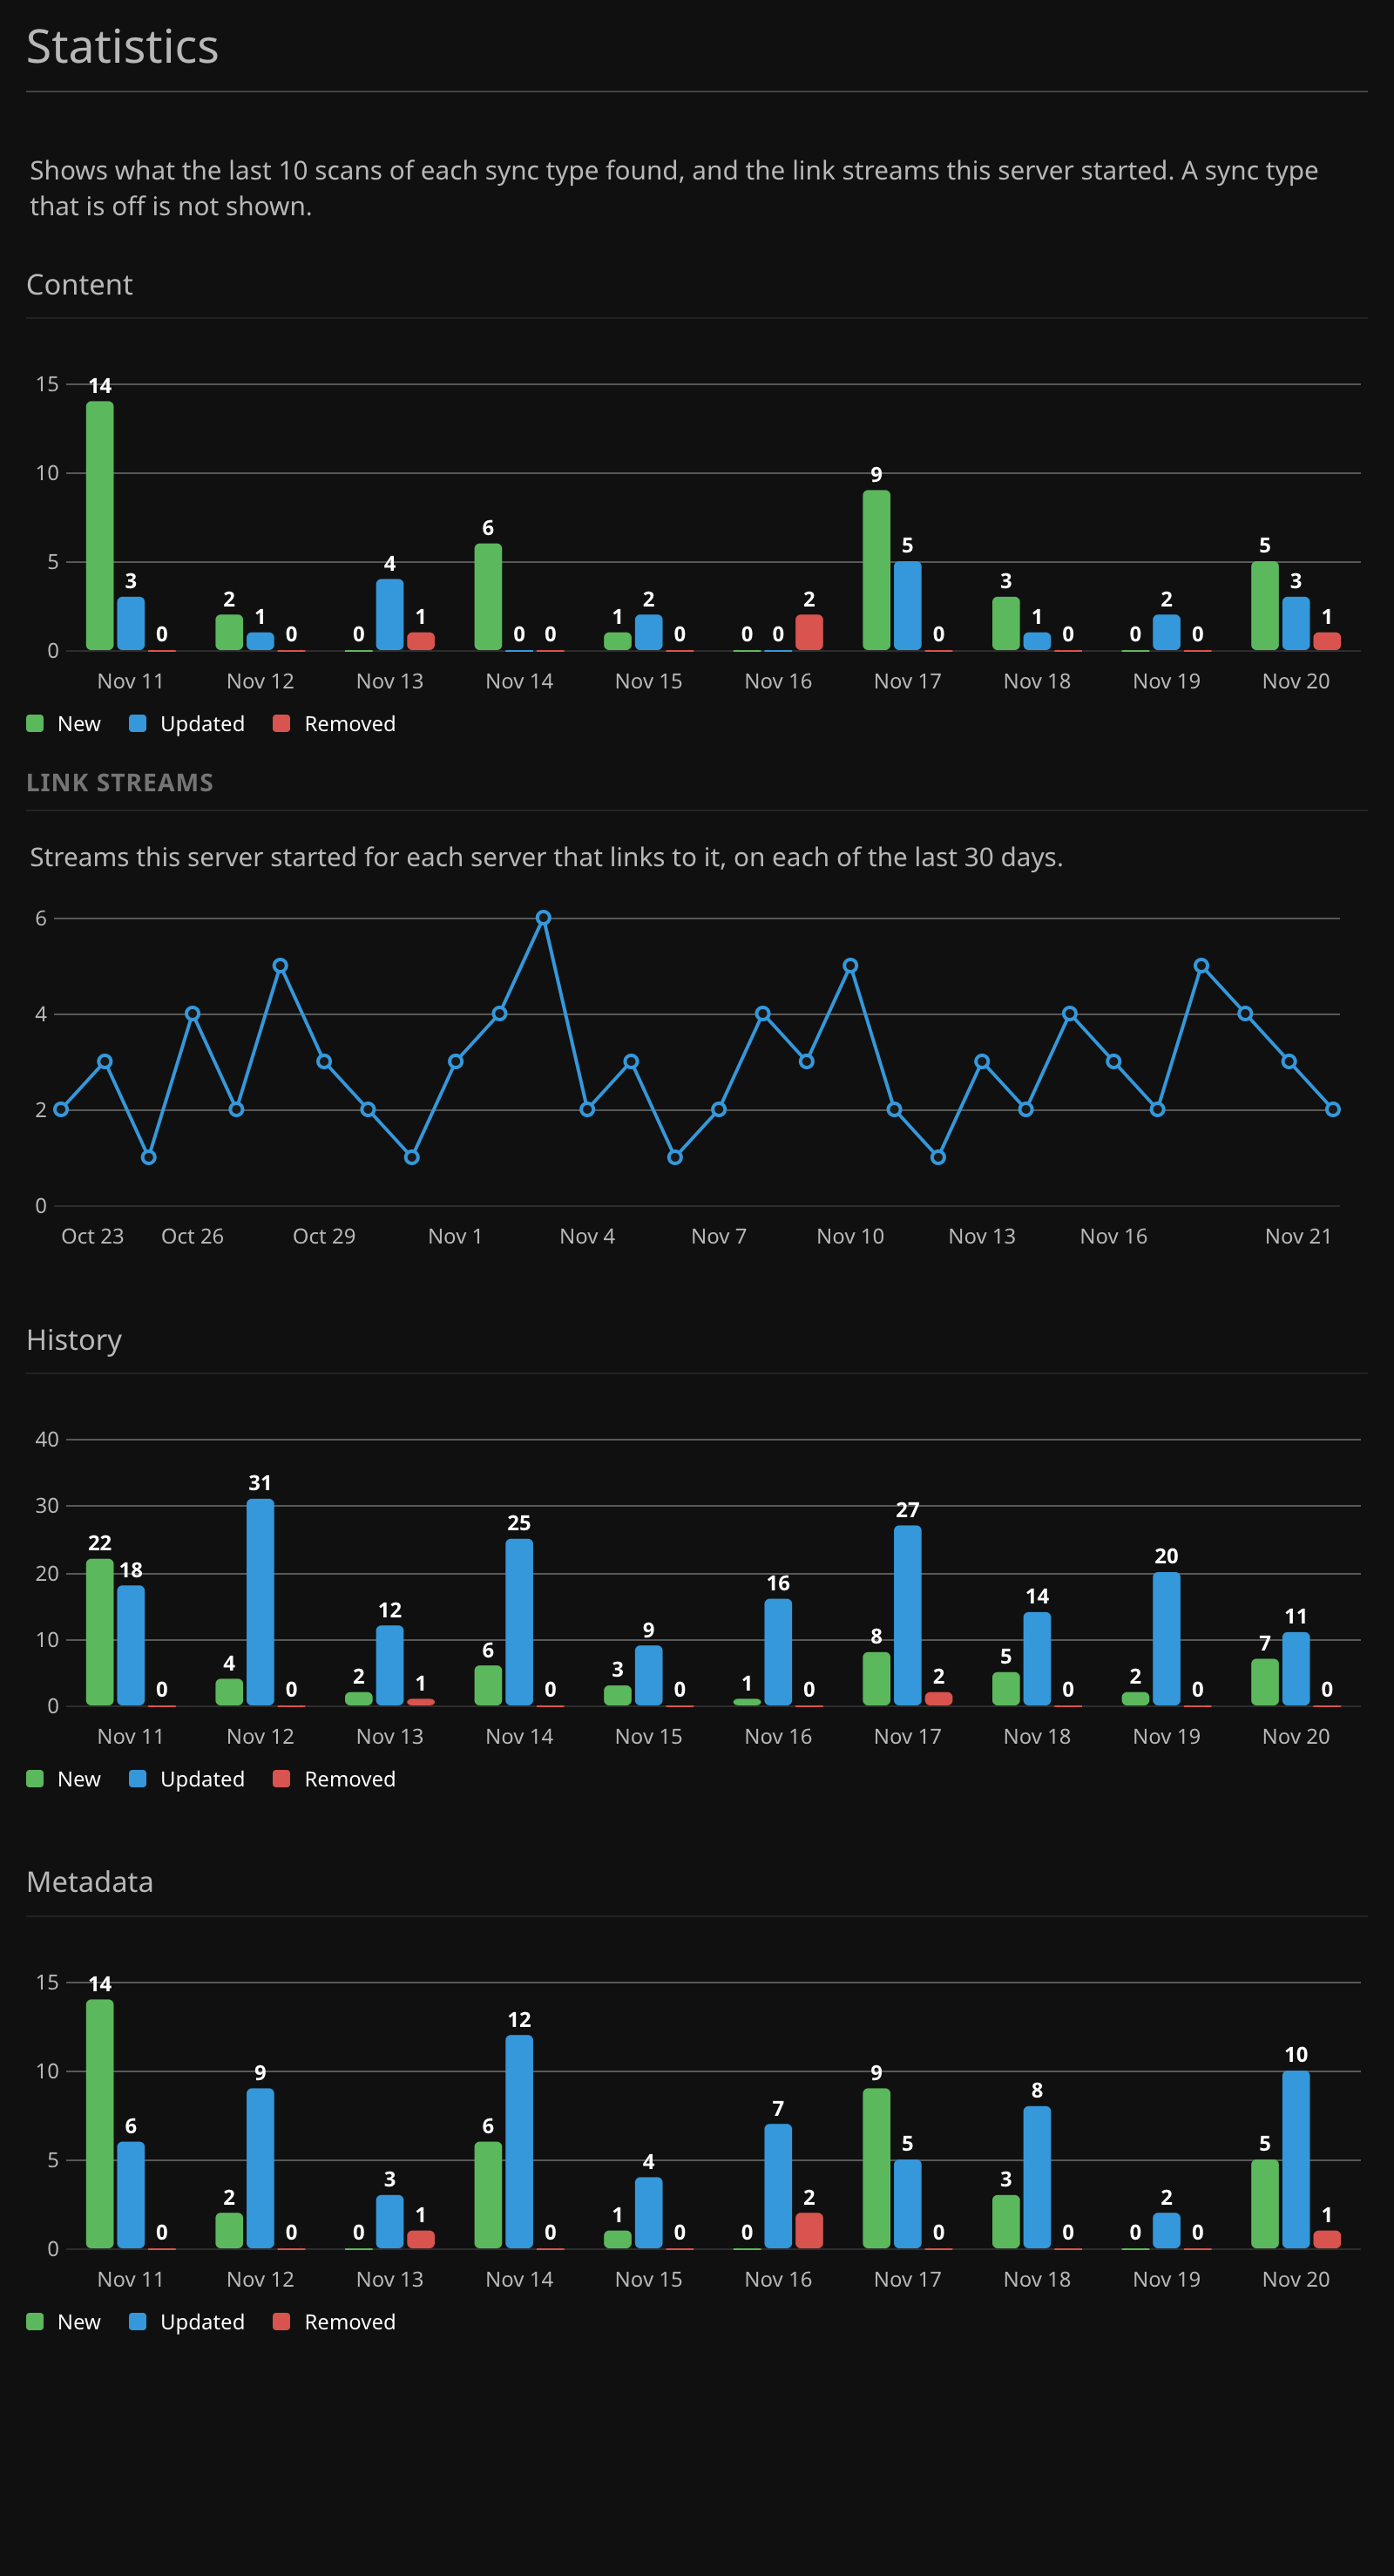 Statistics
Shows what the last 10 scans of each sync type found, and the link streams this server started. A sync type
that is off is not shown.
Content
15
10
5
0
14 3 0 2 1 0 0 4 1 6 0 0 1 2 0 0 0 2 9 5 0 3 1 0 0 2 0 5 3 1
Nov 11 Nov 12 Nov 13 Nov 14 Nov 15 Nov 16 Nov 17 Nov 18 Nov 19 Nov 20
New Updated Removed
LINK STREAMS
Streams this server started for each server that links to it, on each of the last 30 days.
6
4
2
0
Oct 23 Oct 26 Oct 29 Nov 1 Nov 4 Nov 7 Nov 10 Nov 13 Nov 16 Nov 21
History
40
30
20
10
0
22 18 0 4 31 0 2 12 1 6 25 0 3 9 0 1 16 0 8 27 2 5 14 0 2 20 0 7 11 0
Nov 11 Nov 12 Nov 13 Nov 14 Nov 15 Nov 16 Nov 17 Nov 18 Nov 19 Nov 20
New Updated Removed
Metadata
15
10
5
0
14 6 0 2 9 0 0 3 1 6 12 0 1 4 0 0 7 2 9 5 0 3 8 0 0 2 0 5 10 1
Nov 11 Nov 12 Nov 13 Nov 14 Nov 15 Nov 16 Nov 17 Nov 18 Nov 19 Nov 20
New Updated Removed